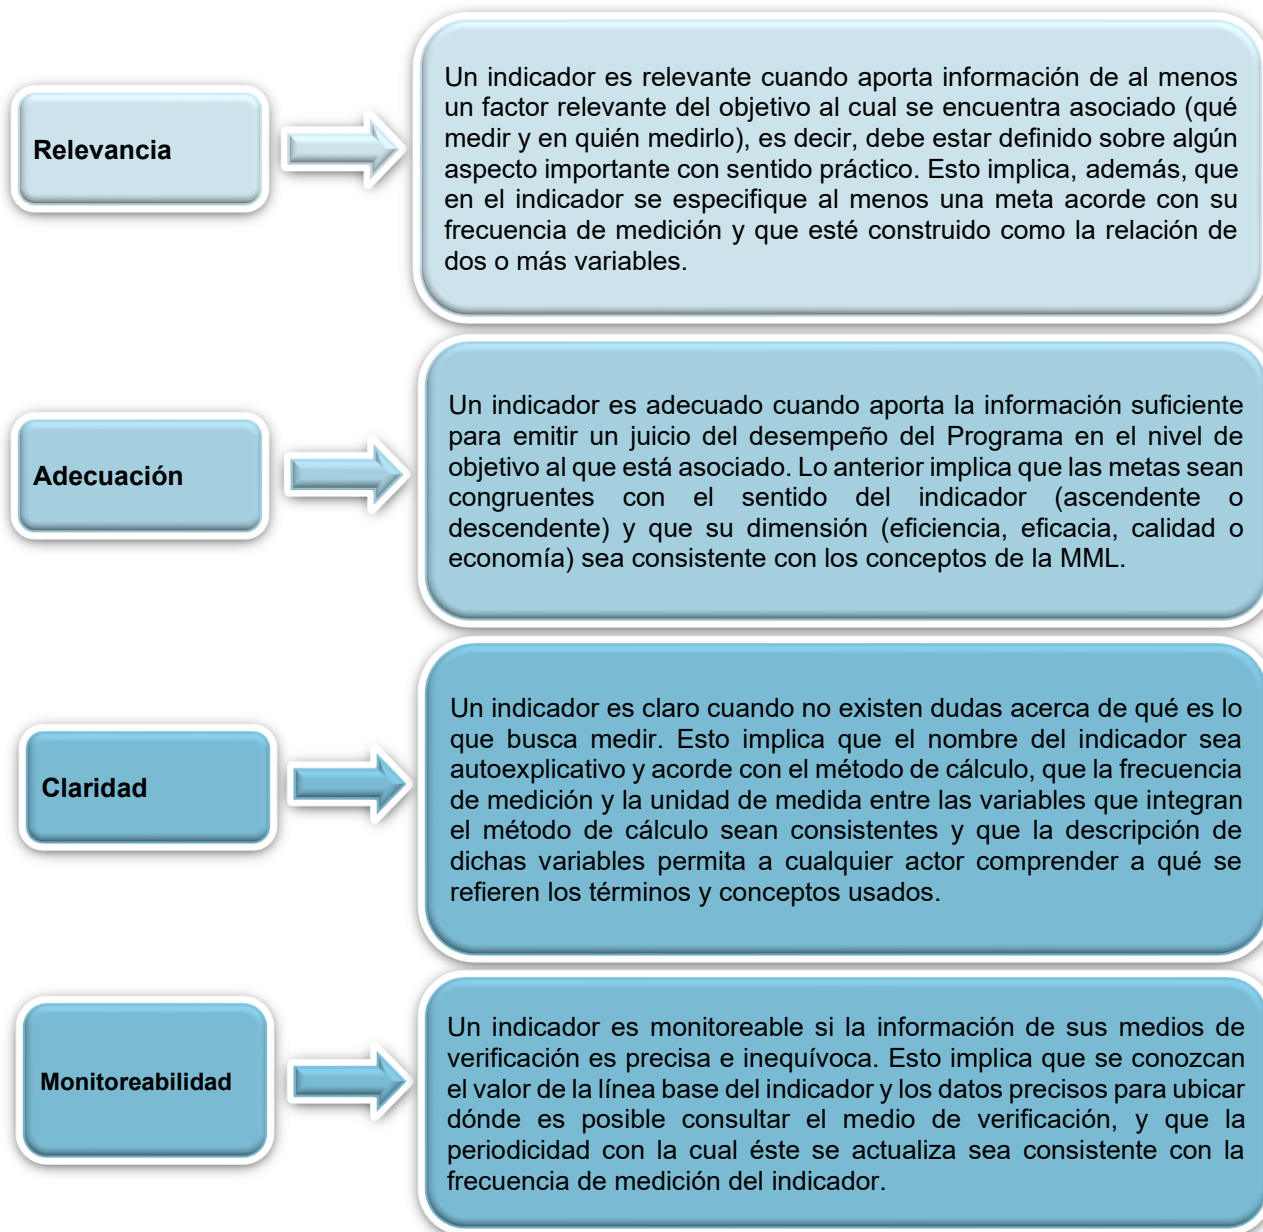 Relevancia
Un indicador es relevante cuando aporta información de al menos
un factor relevante del objetivo al cual se encuentra asociado (qué
medir y en quién medirlo), es decir, debe estar definido sobre algún
aspecto importante con sentido práctico. Esto implica, además, que
en el indicador se especifique al menos una meta acorde con su
frecuencia de medición y que esté construido como la relación de
dos o más variables.
Adecuación
Un indicador es adecuado cuando aporta la información suficiente
para emitir un juicio del desempeño del Programa en el nivel de
objetivo al que está asociado. Lo anterior implica que las metas sean
congruentes con el sentido del indicador (ascendente o
descendente) y que su dimensión (eficiencia, eficacia, calidad o
economía) sea consistente con los conceptos de la MML.
Claridad
Un indicador es claro cuando no existen dudas acerca de qué es lo
que busca medir. Esto implica que el nombre del indicador sea
autoexplicativo y acorde con el método de cálculo, que la frecuencia
de medición y la unidad de medida entre las variables que integran
el método de cálculo sean consistentes y que la descripción de
dichas variables permita a cualquier actor comprender a qué se
refieren los términos y conceptos usados.
Monitoreabilidad
Un indicador es monitoreable si la información de sus medios de
verificación es precisa e inequívoca. Esto implica que se conozcan
el valor de la línea base del indicador y los datos precisos para ubicar
dónde es posible consultar el medio de verificación, y que la
periodicidad con la cual éste se actualiza sea consistente con la
frecuencia de medición del indicador.